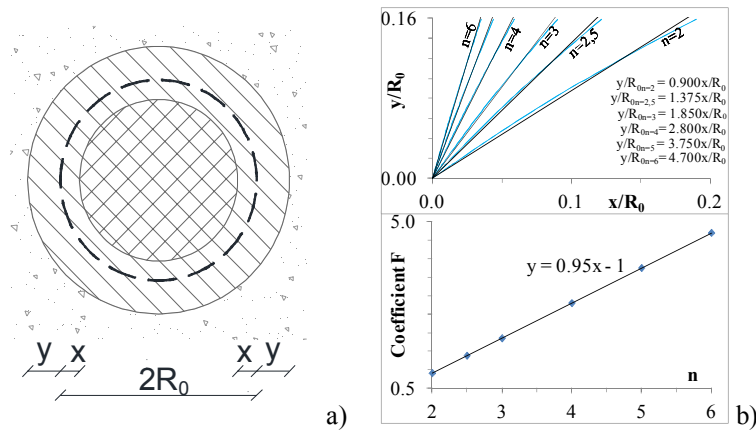 y x x y
2R₀
a)
0.16
y/R₀
0.00
n=6
n=4
n=3
n=2,5
n=2
y/R₀ₙ₌₂ = 0.900x/R₀
y/R₀ₙ₌₂,₅ = 1.375x/R₀
y/R₀ₙ₌₃ = 1.850x/R₀
y/R₀ₙ₌₄ = 2.800x/R₀
y/R₀ₙ₌₅ = 3.750x/R₀
y/R₀ₙ₌₆ = 4.700x/R₀
0.0 0.1 0.2
x/R₀
5.0
Coefficient F
0.5
y = 0.95x - 1
n
2 3 4 5 6
b)